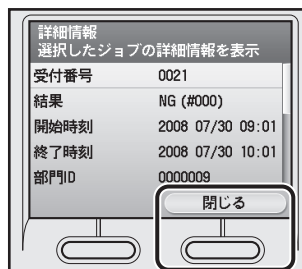 詳細情報
選択したジョブの詳細情報を表示
受付番号 0021
結果 NG (#000)
開始時刻 2008 07/30 09:01
終了時刻 2008 07/30 10:01
部門ID 0000009
閉じる